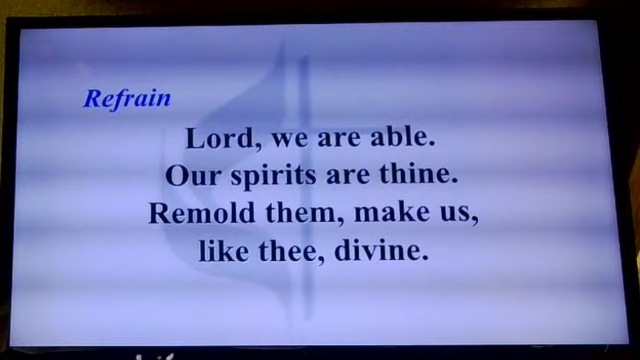 Refrain
Lord, we are able.
Our spirits are thine.
Remold them, make us,
like thee, divine.